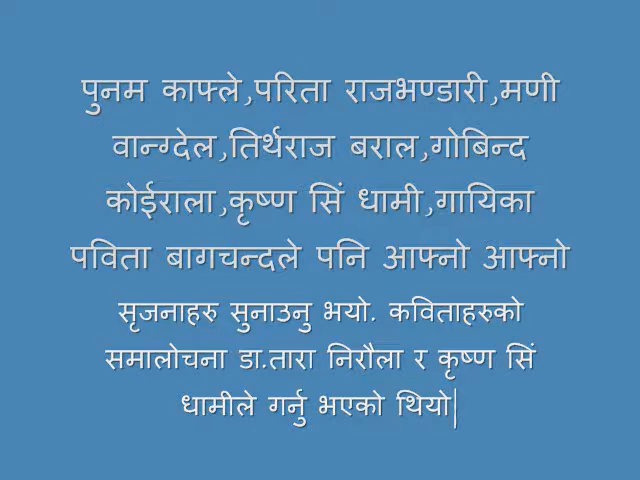 पुनम काफ्ले,परिता राजभण्डारी,मणी
वान्ग्देल,तिर्थराज बराल,गोबिन्द
कोईराला,कृष्ण सिं धामी,गायिका
पविता बागचन्दले पनि आफ्नो आफ्नो
सृजनाहरु सुनाउनु भयो. कविताहरुको
समालोचना डा.तारा निरौला र कृष्ण सिं
धामीले गर्नु भएको थियो|